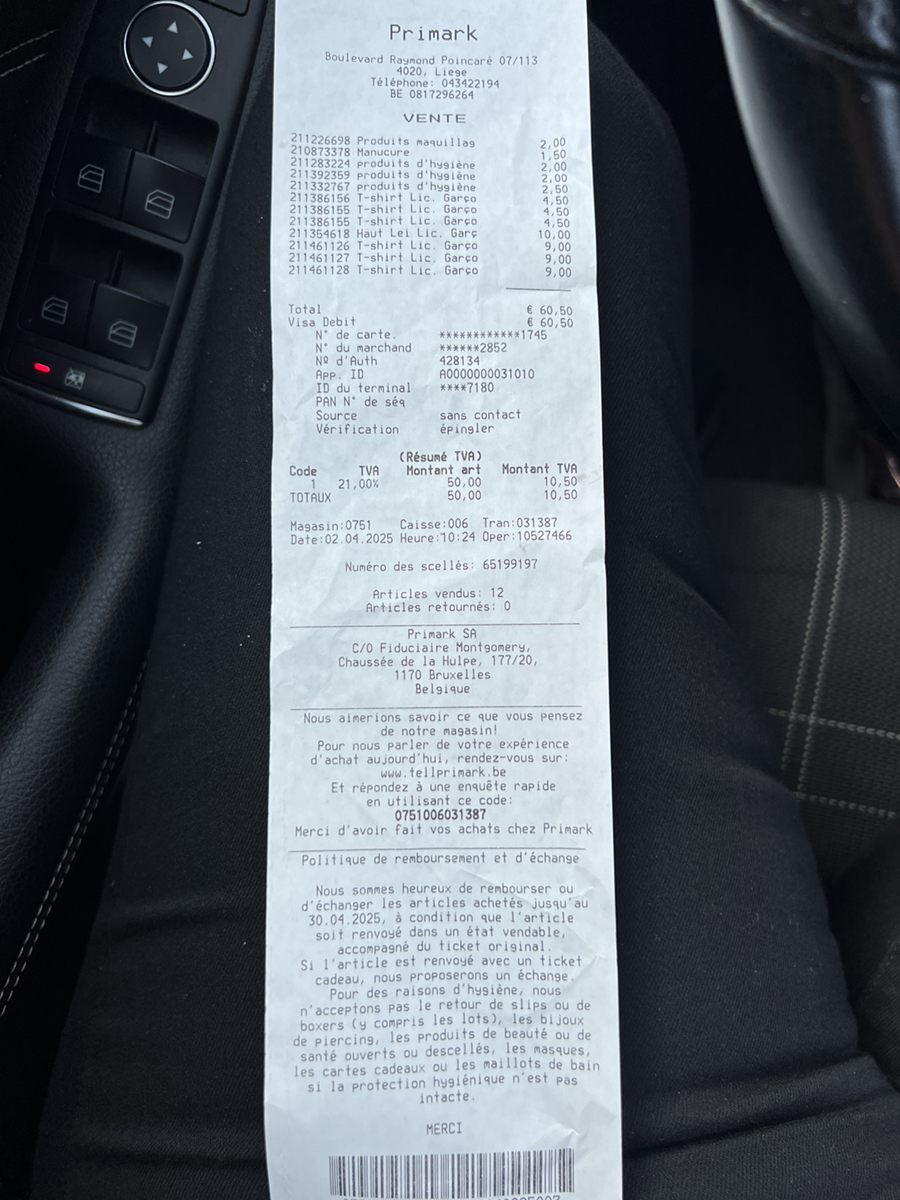 Primark
Boulevard Raymond Poincaré 07/113
4020, Liege
Téléphone: 043422194
BE 0817296264
VENTE
211226698 Produits maquillag 2,00
210873378 Manucure 1,50
211283224 produits d'hygiène 2,00
211392359 produits d'hygiène 2,00
211332767 produits d'hygiène 2,50
211386156 T-shirt Lic. Garço 4,50
211386155 T-shirt Lic. Garço 4,50
211386155 T-shirt Lic. Garço 4,50
211354618 Haut Lei Lic. Garç 10,00
211461126 T-shirt Lic. Garço 9,00
211461127 T-shirt Lic. Garço 9,00
211461128 T-shirt Lic. Garço 9,00
Total € 60,50
Visa Debit € 60,50
N° de carte. ************1745
N° du marchand ******2852
Nº d'Auth 428134
App. ID A0000000031010
ID du terminal ****7180
PAN N° de séq
Source sans contact
Vérification épingler
(Résumé TVA)
Code TVA Montant art Montant TVA
1 21,00% 50,00 10,50
TOTAUX 50,00 10,50
Magasin:0751 Caisse:006 Tran:031387
Date:02.04.2025 Heure:10:24 Oper:10527466
Numéro des scellés: 65199197
Articles vendus: 12
Articles retournés: 0
Primark SA
C/O Fiduciaire Montgomery,
Chaussée de la Hulpe, 177/20,
1170 Bruxelles
Belgique
Nous aimerions savoir ce que vous pensez
de notre magasin!
Pour nous parler de votre expérience
d'achat aujourd'hui, rendez-vous sur:
www.tellprimark.be
Et répondez à une enquête rapide
en utilisant ce code:
0751006031387
Merci d'avoir fait vos achats chez Primark
Politique de remboursement et d'échange
Nous sommes heureux de rembourser ou
d'échanger les articles achetés jusqu'au
30.04.2025, à condition que l'article
soit renvoyé dans un état vendable,
accompagné du ticket original.
Si l'article est renvoyé avec un ticket
cadeau, nous proposerons un échange.
Pour des raisons d'hygiène, nous
n'acceptons pas le retour de slips ou de
boxers (y compris les lots), les bijoux
de piercing, les produits de beauté ou de
santé ouverts ou descellés, les masques,
les cartes cadeaux ou les maillots de bain
si la protection hygiénique n'est pas
intacte.
MERCI